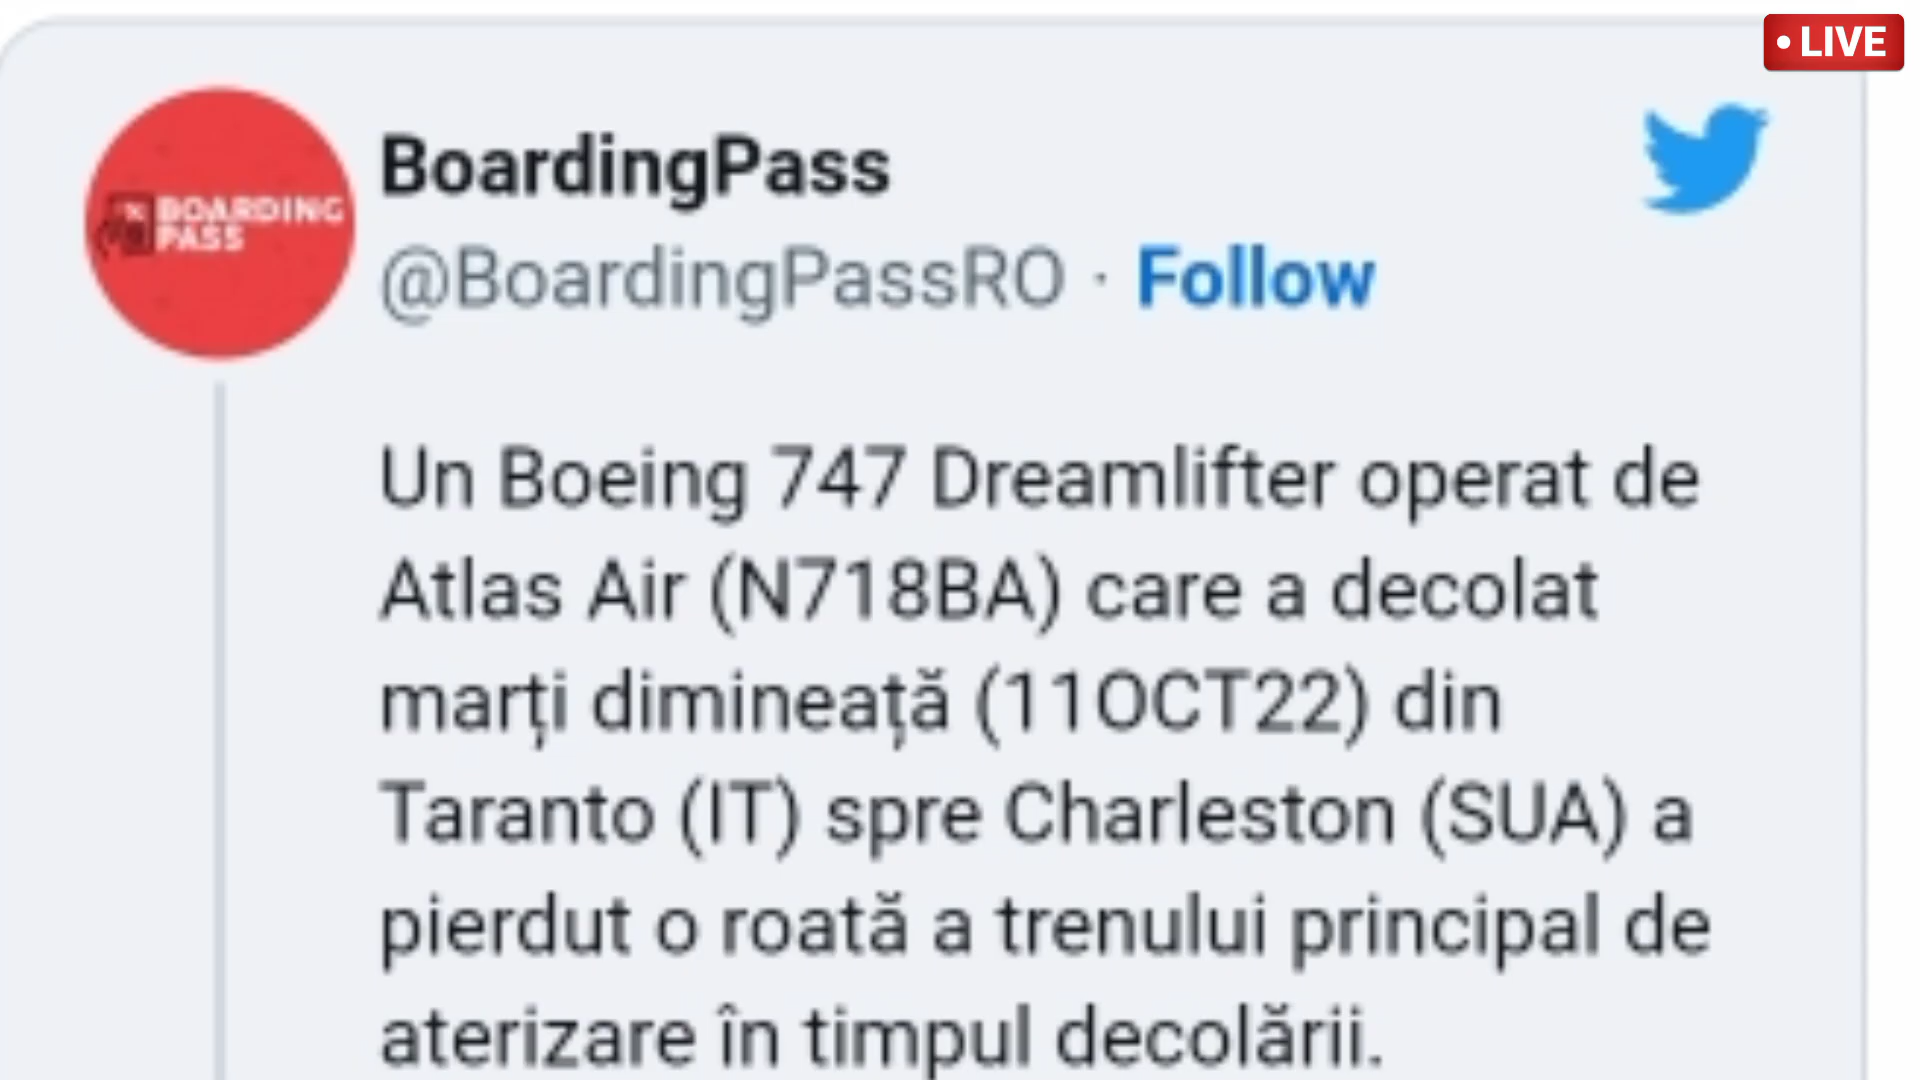 LIVE
BOARDING
PASS
BoardingPass
@BoardingPassRO · Follow
Un Boeing 747 Dreamlifter operat de
Atlas Air (N718BA) care a decolat
marți dimineață (11OCT22) din
Taranto (IT) spre Charleston (SUA) a
pierdut o roată a trenului principal de
aterizare în timpul decolării.